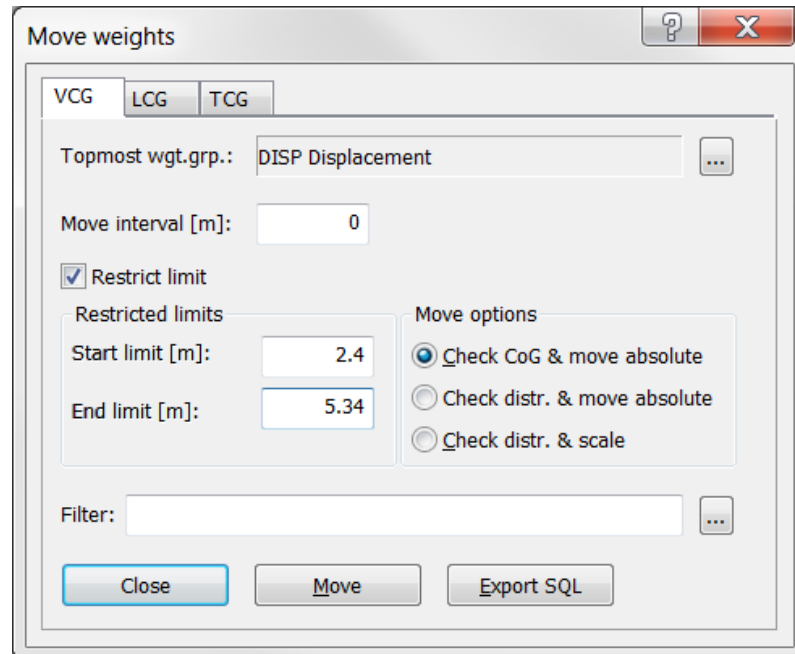 Move weights
VCG LCG TCG
Topmost wgt.grp.: DISP Displacement ...
Move interval [m]: 0
Restrict limit
Restricted limits
Start limit [m]: 2.4
End limit [m]: 5.34
Move options
Check CoG & move absolute
Check distr. & move absolute
Check distr. & scale
Filter: ...
Close Move Export SQL